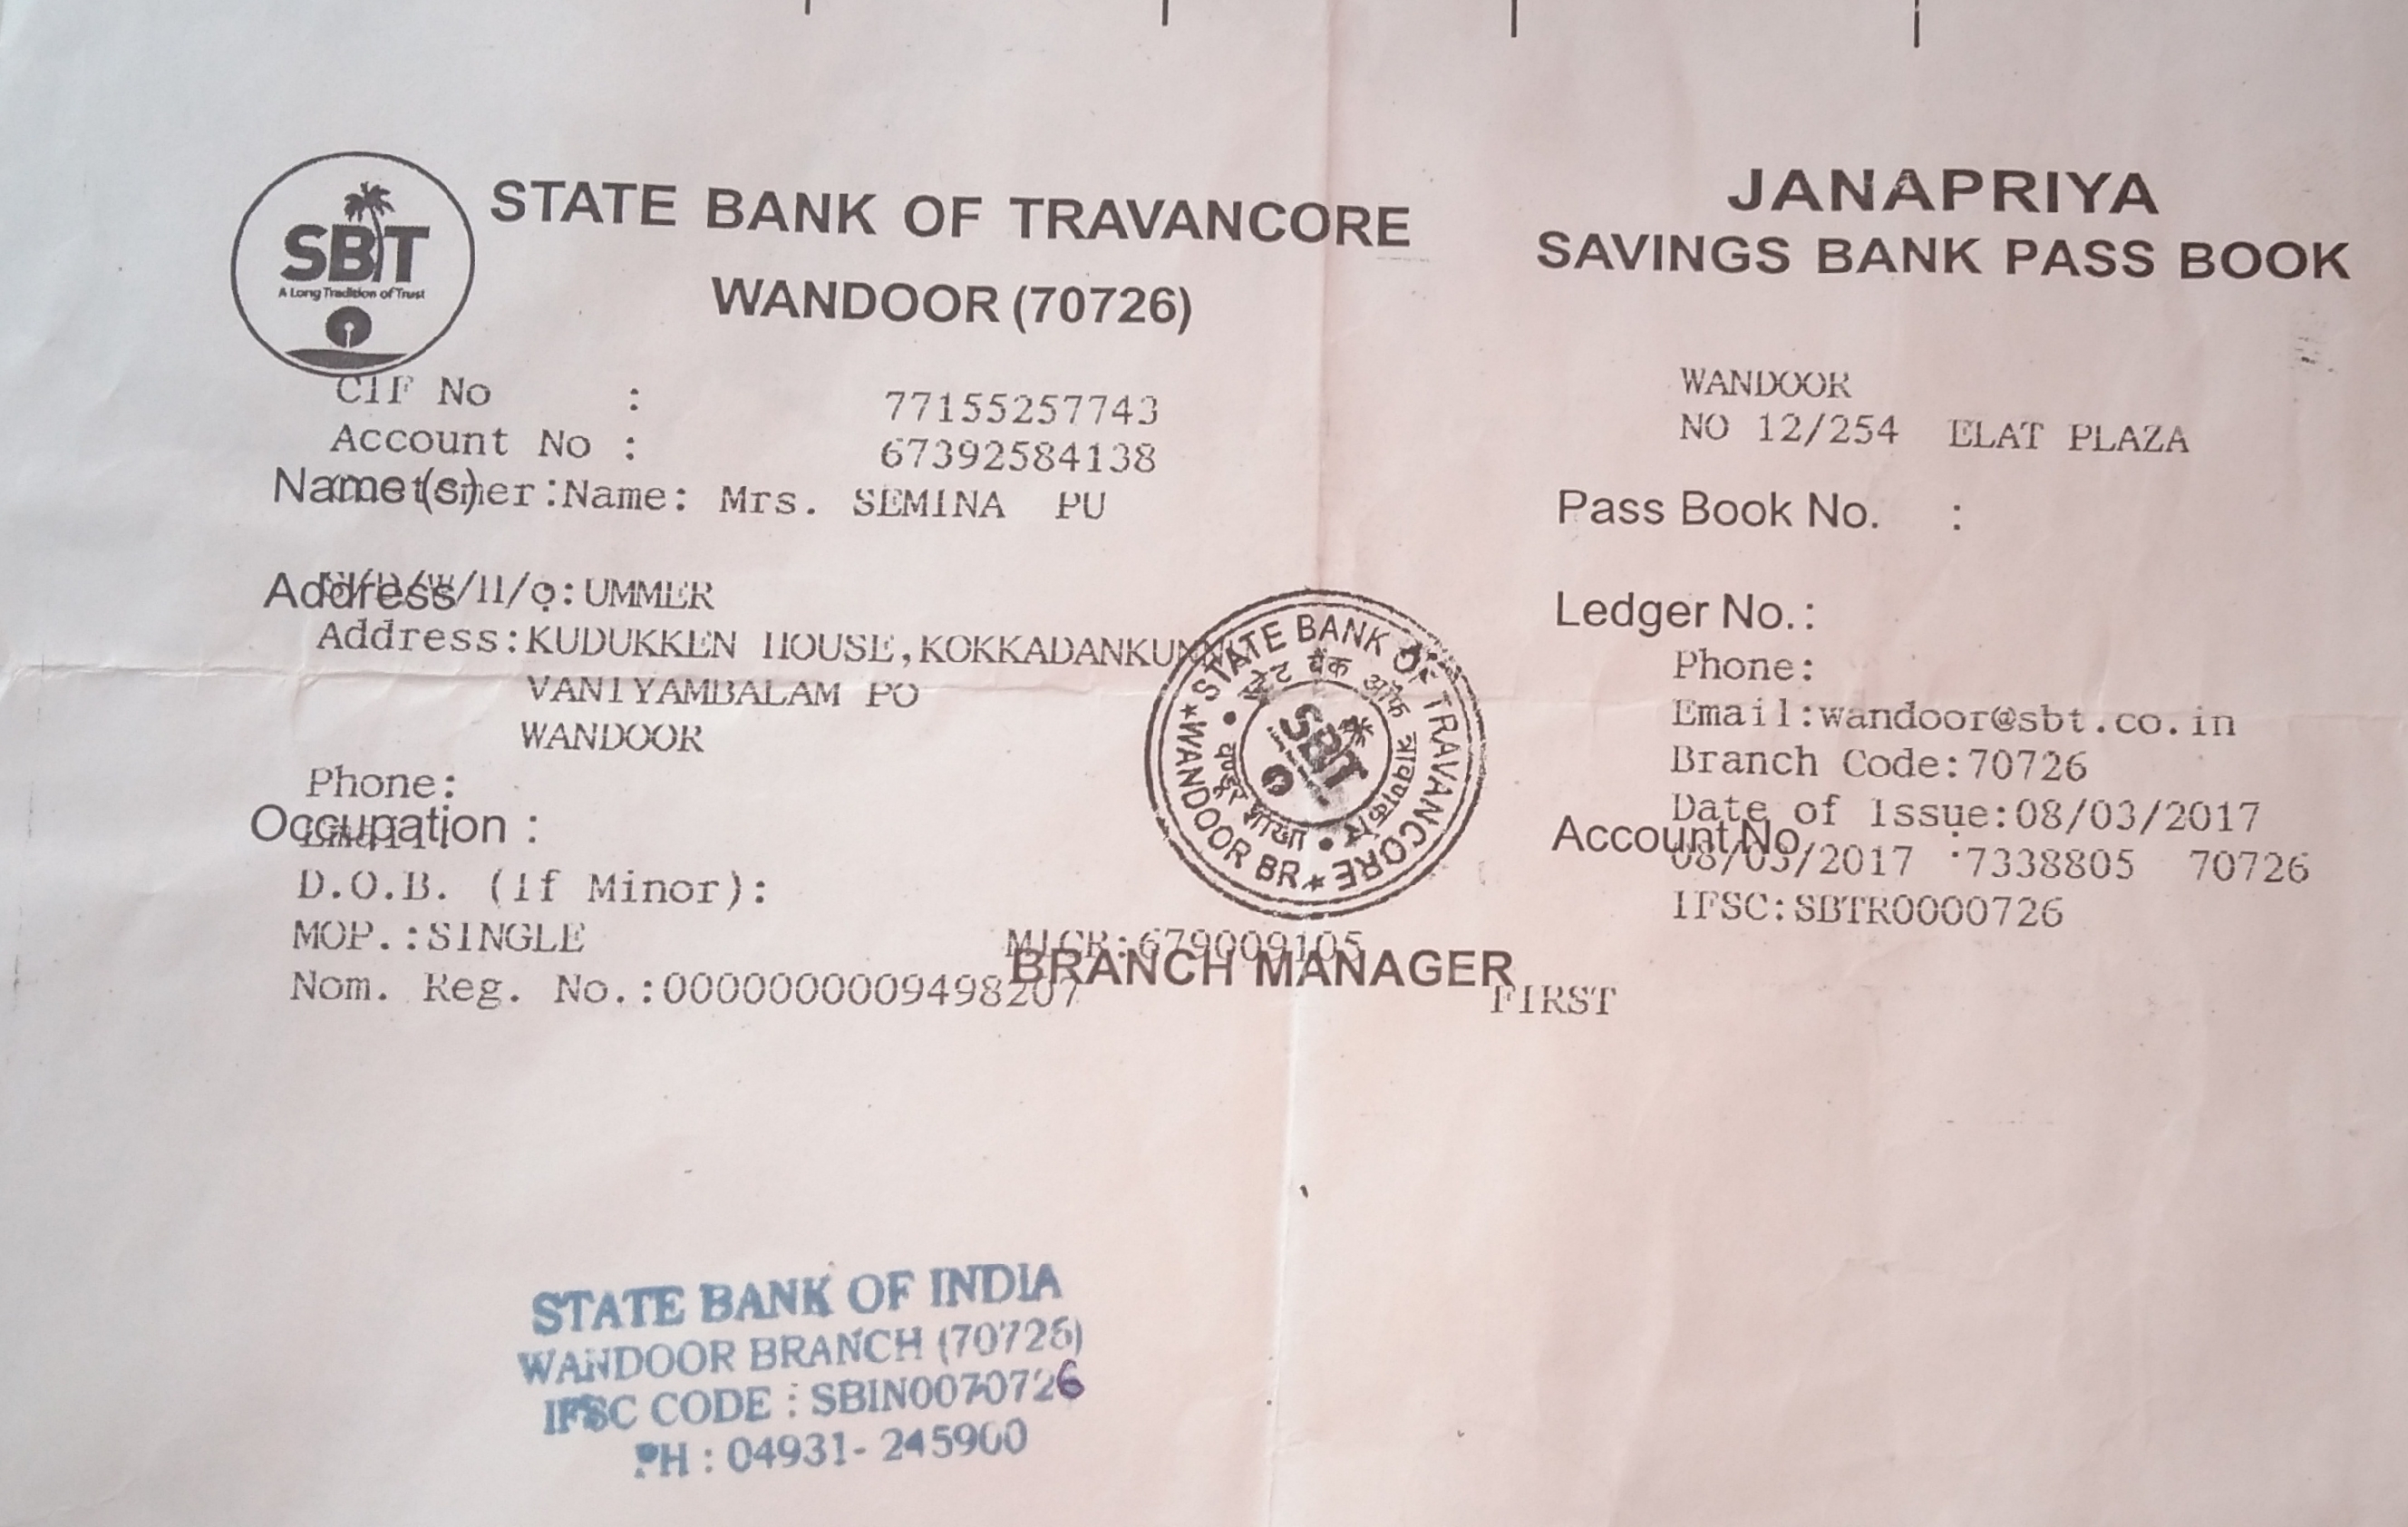 SBT
A Long Tradition of Trust
STATE BANK OF TRAVANCORE
WANDOOR (70726)
CIF No : 77155257743
Account No : 67392584138
Name(s) : Name: Mrs. SEMINA PU
Address : UMMER
Address:KUDUKKEN HOUSE,KOKKADANKUNNU
VANIYAMBALAM PO
WANDOOR
Phone:
Occupation :
Email:
D.O.B. (If Minor):
MOP.:SINGLE
Nom. Reg. No.:0000000009498207
MICR:679009105
BRANCH MANAGER
FIRST
JANAPRIYA
SAVINGS BANK PASS BOOK
WANDOOR
NO 12/254 ELAT PLAZA
Pass Book No. :
Ledger No. :
Phone:
Email:wandoor@sbt.co.in
Branch Code:70726
Date of Issue:08/03/2017
Account No. :
08/03/2017 7338805 70726
IFSC:SBTR0000726
STATE BANK OF TRAVANCORE
★ WANDOOR BR ★
स्टेट बैंक ऑफ त्रावणकोर
वण्डूर शाखा
SBT
STATE BANK OF INDIA
WANDOOR BRANCH (70726)
IFSC CODE : SBIN0070726
PH : 04931- 245900